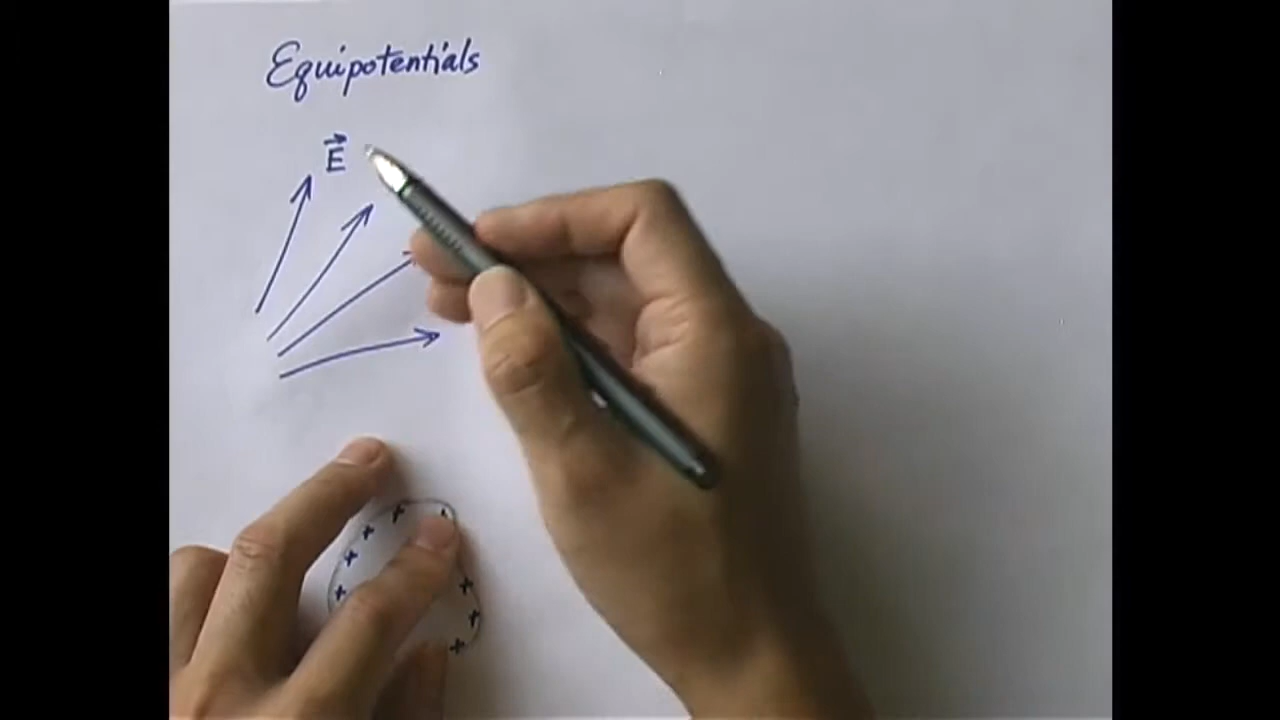 Equipotentials
E⃗
+ + + + + + + +